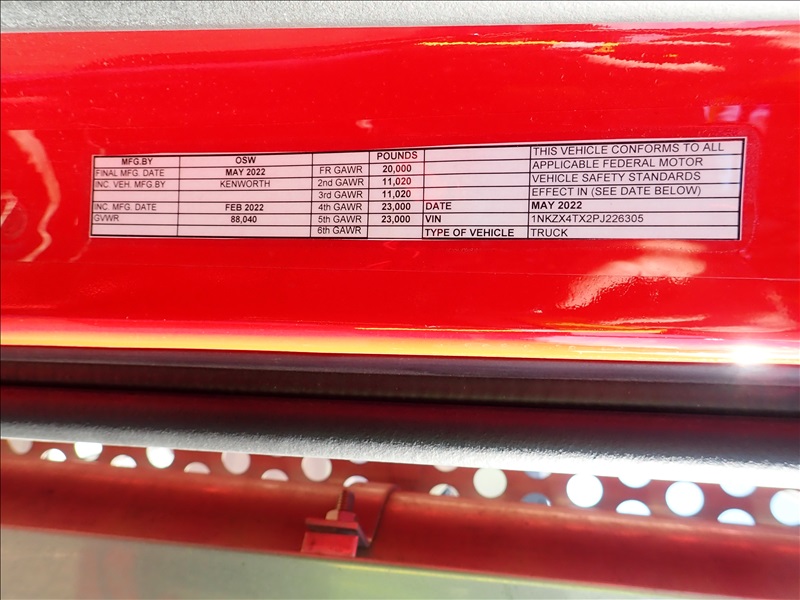 MFG.BY OSW POUNDS THIS VEHICLE CONFORMS TO ALL
FINAL MFG. DATE MAY 2022 FR GAWR 20,000 APPLICABLE FEDERAL MOTOR
INC. VEH. MFG.BY KENWORTH 2nd GAWR 11,020 VEHICLE SAFETY STANDARDS
3rd GAWR 11,020 EFFECT IN (SEE DATE BELOW)
INC. MFG. DATE FEB 2022 4th GAWR 23,000 DATE MAY 2022
GVWR 88,040 5th GAWR 23,000 VIN 1NKZX4TX2PJ226305
6th GAWR TYPE OF VEHICLE TRUCK